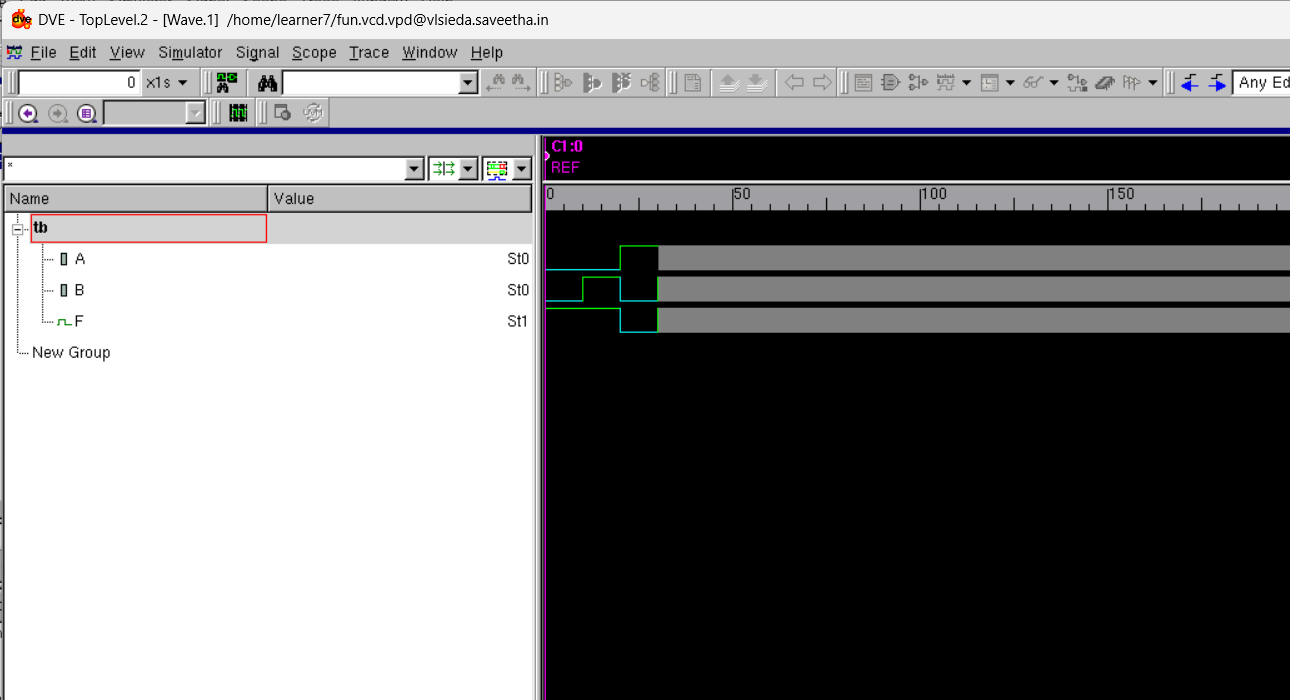 dve DVE - TopLevel.2 - [Wave.1] /home/learner7/fun.vcd.vpd@vlsieda.saveetha.in
File Edit View Simulator Signal Scope Trace Window Help
0 x1s Any Ed
*
C1:0
REF
0 50 100 150
Name Value
tb
A St0
B St0
F St1
New Group